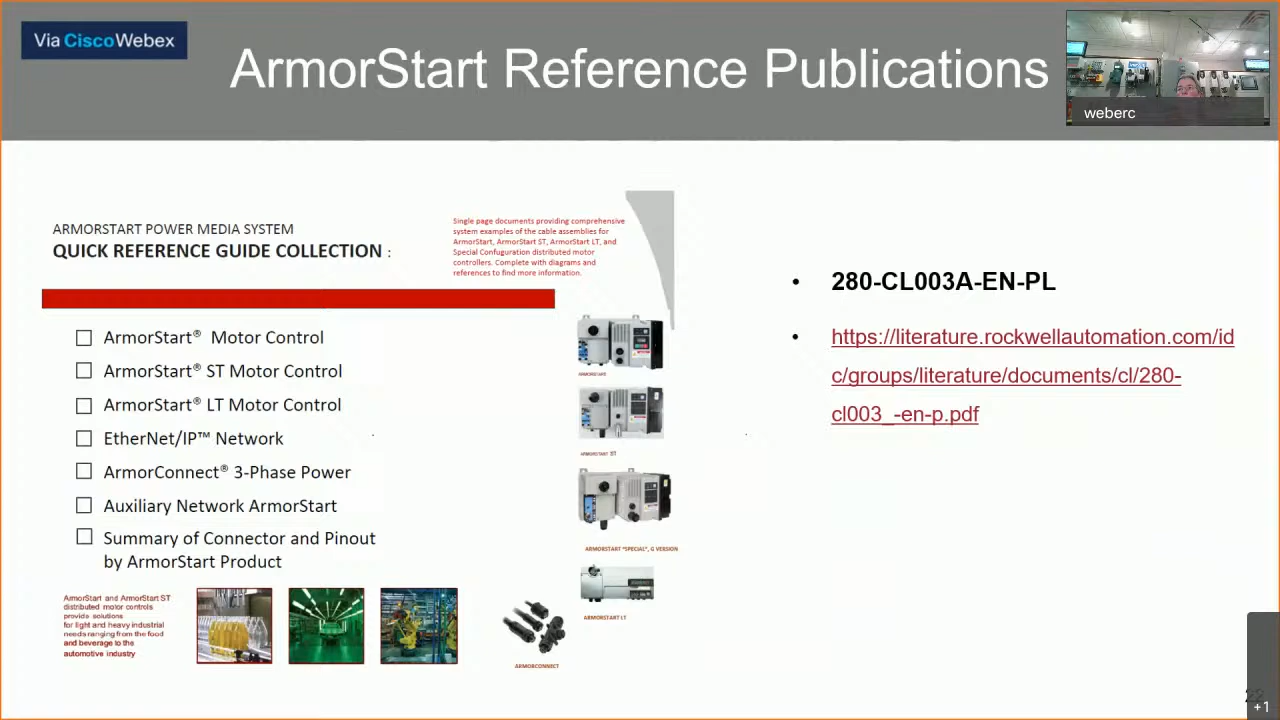 Via CiscoWebex
ArmorStart Reference Publications
weberc
ARMORSTART POWER MEDIA SYSTEM
QUICK REFERENCE GUIDE COLLECTION :
Single page documents providing comprehensive
system examples of the cable assemblies for
ArmorStart, ArmorStart ST, ArmorStart LT, and
Special Confuguration distributed motor
controllers. Complete with diagrams and
references to find more information.
ArmorStart® Motor Control
ArmorStart® ST Motor Control
ArmorStart® LT Motor Control
EtherNet/IP™ Network
ArmorConnect® 3-Phase Power
Auxiliary Network ArmorStart
Summary of Connector and Pinout
by ArmorStart Product
ARMORSTART
ARMORSTART ST
ARMORSTART "SPECIAL", G VERSION
ARMORSTART LT
ARMORCONNECT
ArmorStart and ArmorStart ST
distributed motor controls
provide solutions
for light and heavy industrial
needs ranging from the food
and beverage to the
automotive industry
• 280-CL003A-EN-PL
• https://literature.rockwellautomation.com/id
c/groups/literature/documents/cl/280-
cl003_-en-p.pdf
+1